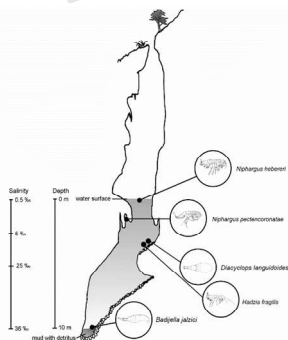 Niphargus hebereri
Salinity
Depth
0.5 ‰
0 m
water surface
Niphargus pectencoronatae
4 ‰
Diacyclops languidoides
25 ‰
Hadzia fragilis
Badijella jalzici
36 ‰
10 m
mud with detritus